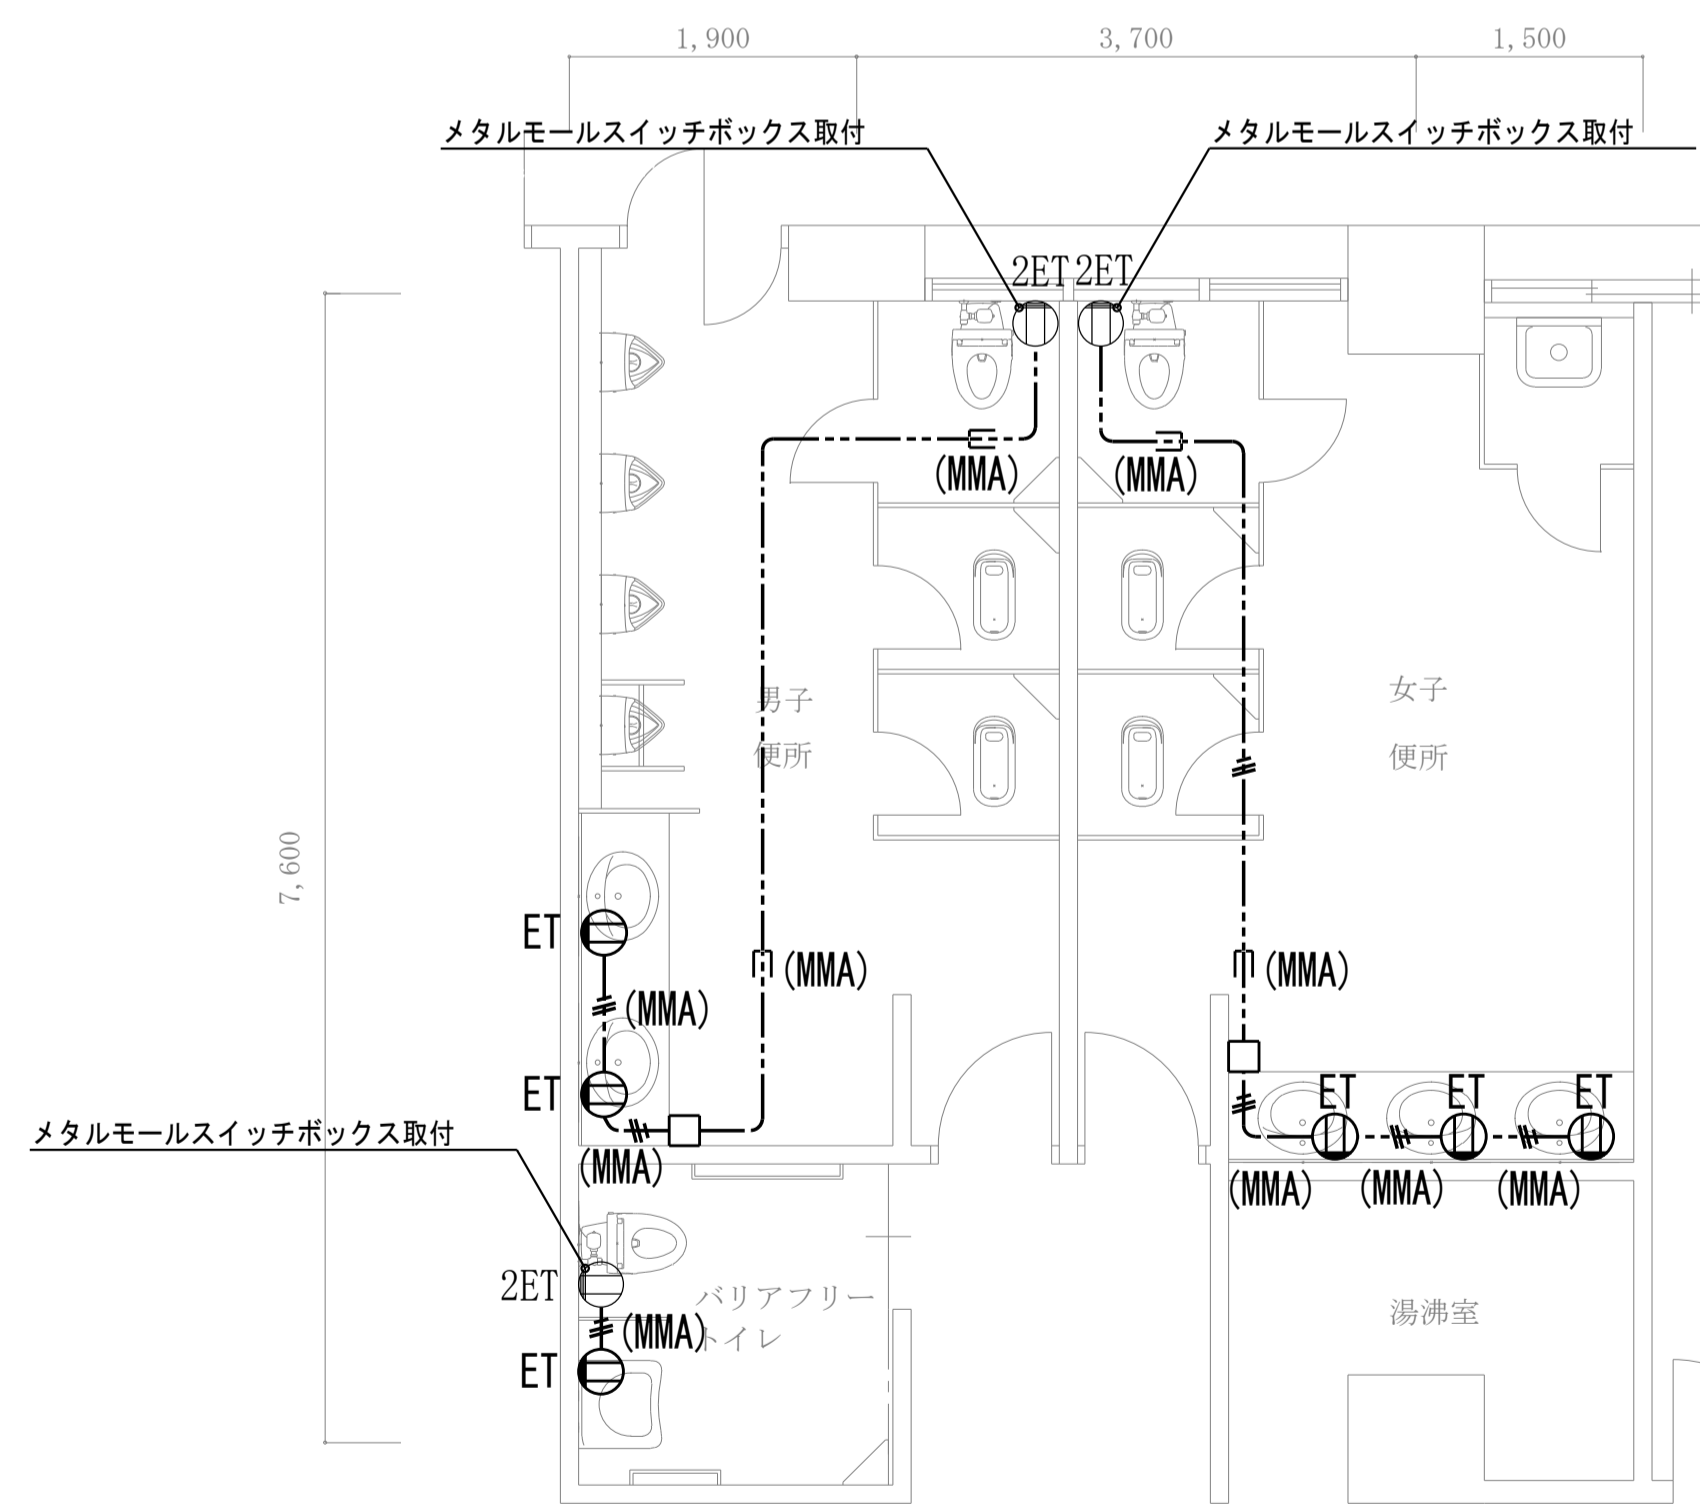 1,900
3,700
1,500
メタルモールスイッチボックス取付
メタルモールスイッチボックス取付
2ET
2ET
(MMA)
(MMA)
男子
便所
女子
便所
7,600
ET
(MMA)
(MMA)
(MMA)
ET
ET
ET
ET
メタルモールスイッチボックス取付
(MMA)
(MMA)
(MMA)
(MMA)
2ET
バリアフリー
トイレ
(MMA)
湯沸室
ET